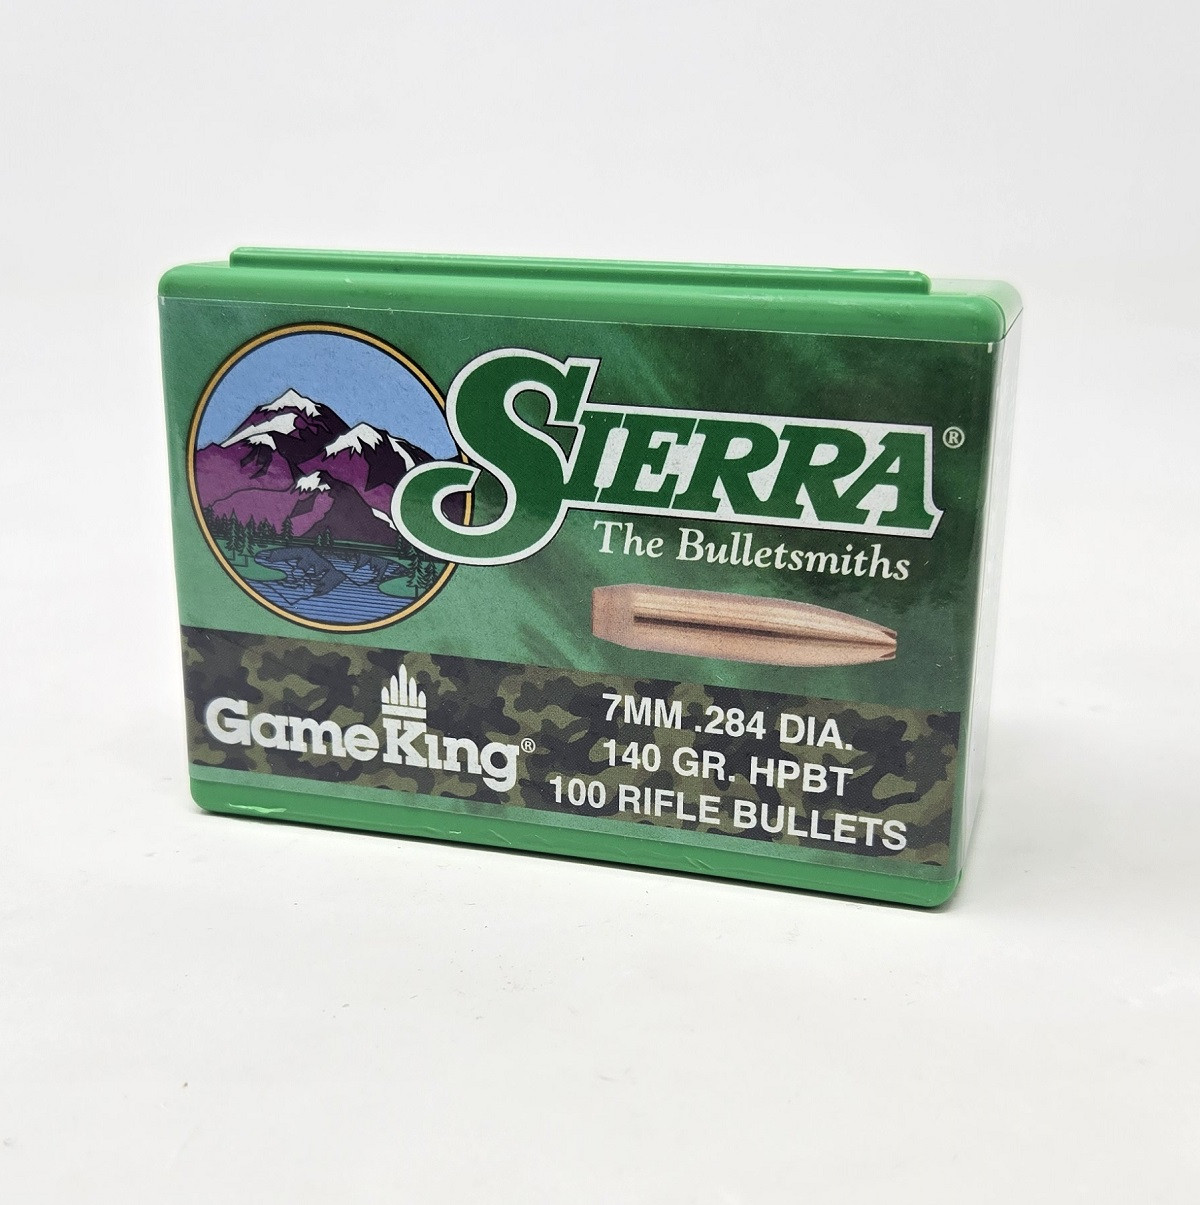 SIERRA®
The Bulletsmiths
GameKing®
7MM .284 DIA.
140 GR. HPBT
100 RIFLE BULLETS